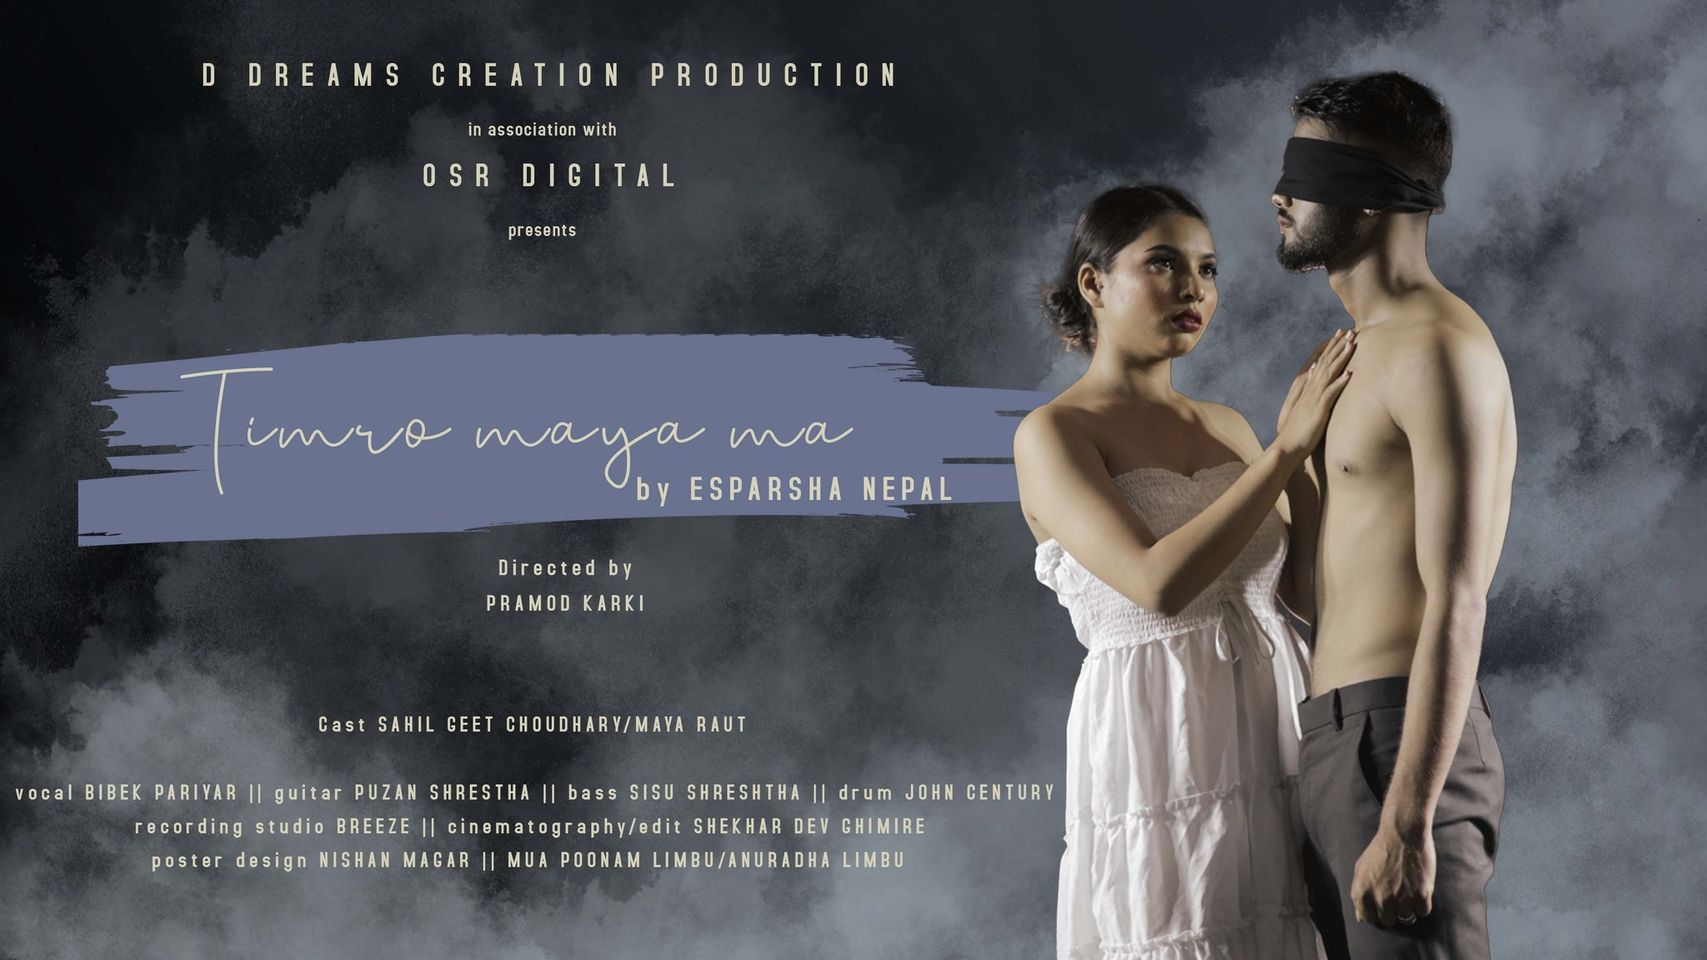 D DREAMS CREATION PRODUCTION
in association with
OSR DIGITAL
presents
Timro maya ma
by ESPARSHA NEPAL
Directed by
PRAMOD KARKI
Cast SAHIL GEET CHOUDHARY/MAYA RAUT
vocal BIBEK PARIYAR || guitar PUZAN SHRESTHA || bass SISU SHRESHTHA || drum JOHN CENTURY
recording studio BREEZE || cinematography/edit SHEKHAR DEV GHIMIRE
poster design NISHAN MAGAR || MUA POONAM LIMBU/ANURADHA LIMBU